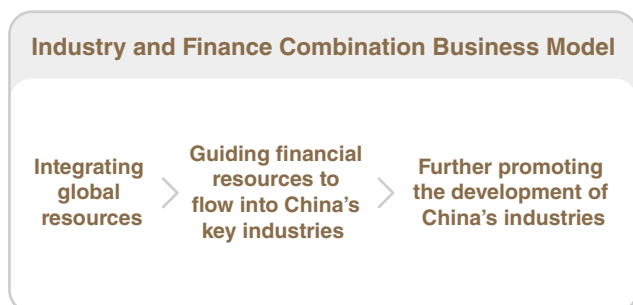 Industry and Finance Combination Business Model
Integrating
global
resources
Guiding financial
resources to
flow into China's
key industries
Further promoting
the development of
China's industries